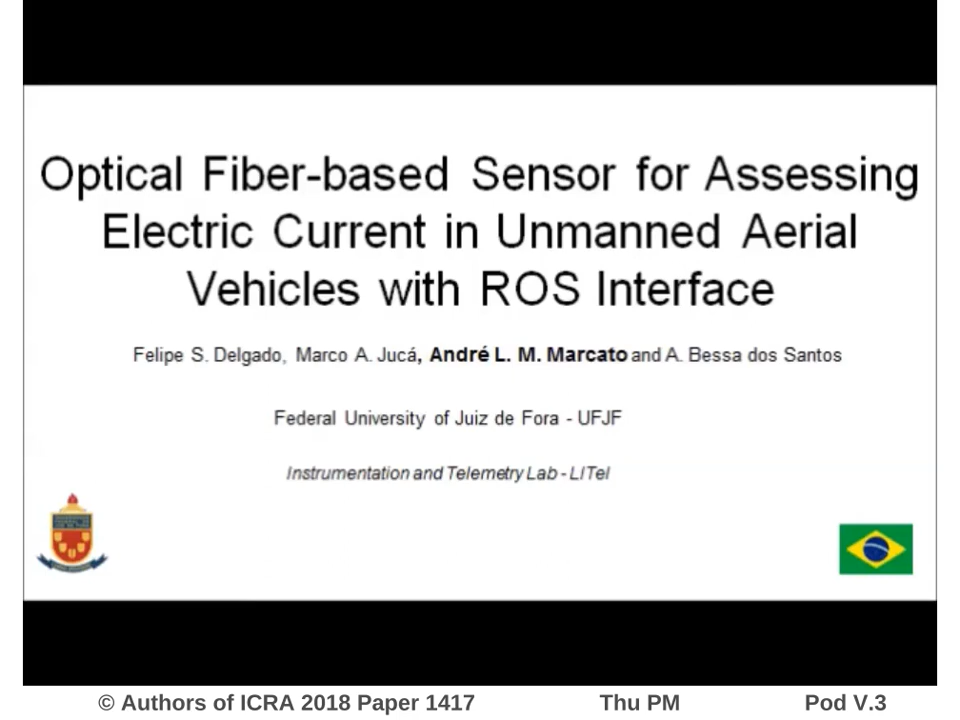 Optical Fiber-based Sensor for Assessing
Electric Current in Unmanned Aerial
Vehicles with ROS Interface
Felipe S. Delgado, Marco A. Jucá, André L. M. Marcato and A. Bessa dos Santos
Federal University of Juiz de Fora - UFJF
Instrumentation and Telemetry Lab - LITel
© Authors of ICRA 2018 Paper 1417 Thu PM Pod V.3